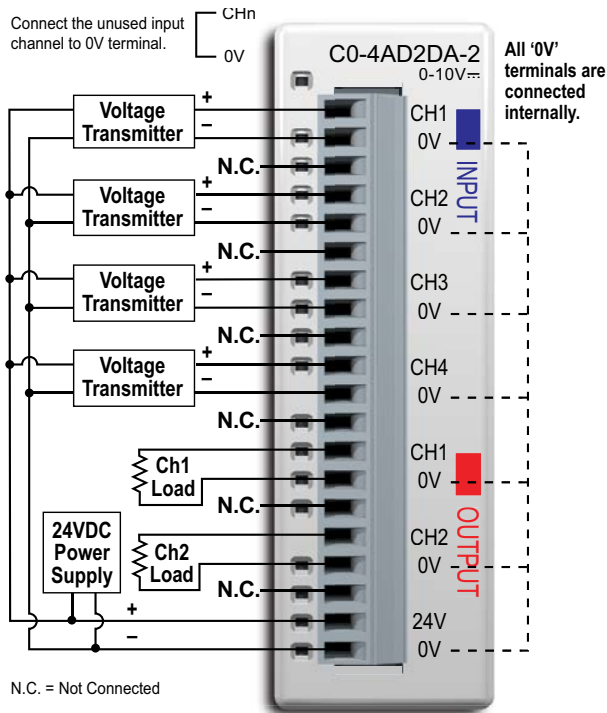 Connect the unused input
channel to 0V terminal.
CHn
0V
C0-4AD2DA-2
0-10V⎓
All ‘0V’
terminals are
connected
internally.
Voltage
Transmitter
+
–
CH1
0V
INPUT
N.C.
Voltage
Transmitter
+
–
CH2
0V
N.C.
Voltage
Transmitter
+
–
CH3
0V
N.C.
Voltage
Transmitter
+
–
CH4
0V
N.C.
Ch1
Load
CH1
0V
OUTPUT
N.C.
24VDC
Power
Supply
Ch2
Load
CH2
0V
N.C.
+
–
24V
0V
N.C. = Not Connected